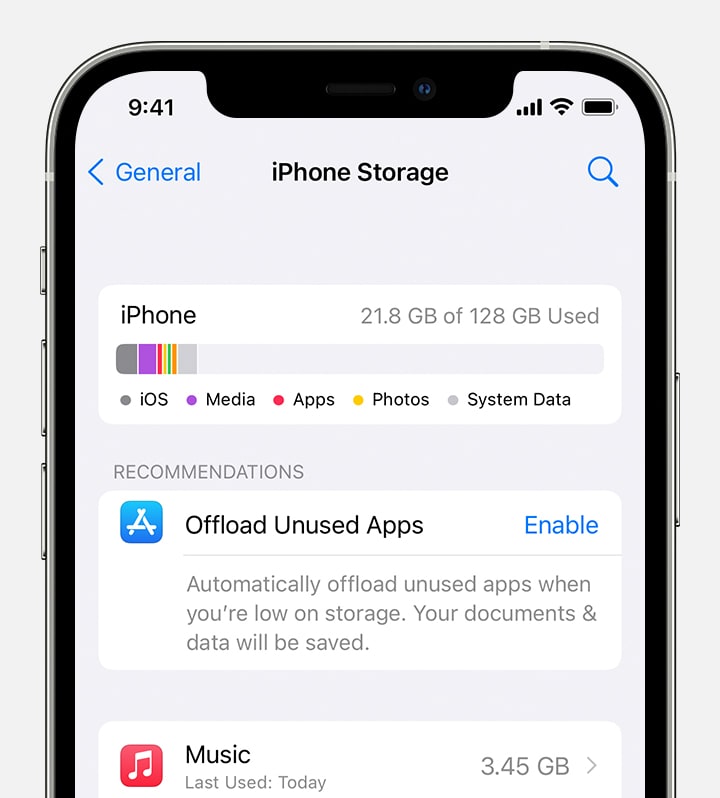 9:41
General
iPhone Storage
iPhone
21.8 GB of 128 GB Used
iOS
Media
Apps
Photos
System Data
RECOMMENDATIONS
Offload Unused Apps
Enable
Automatically offload unused apps when
you’re low on storage. Your documents &
data will be saved.
Music
3.45 GB
Last Used: Today